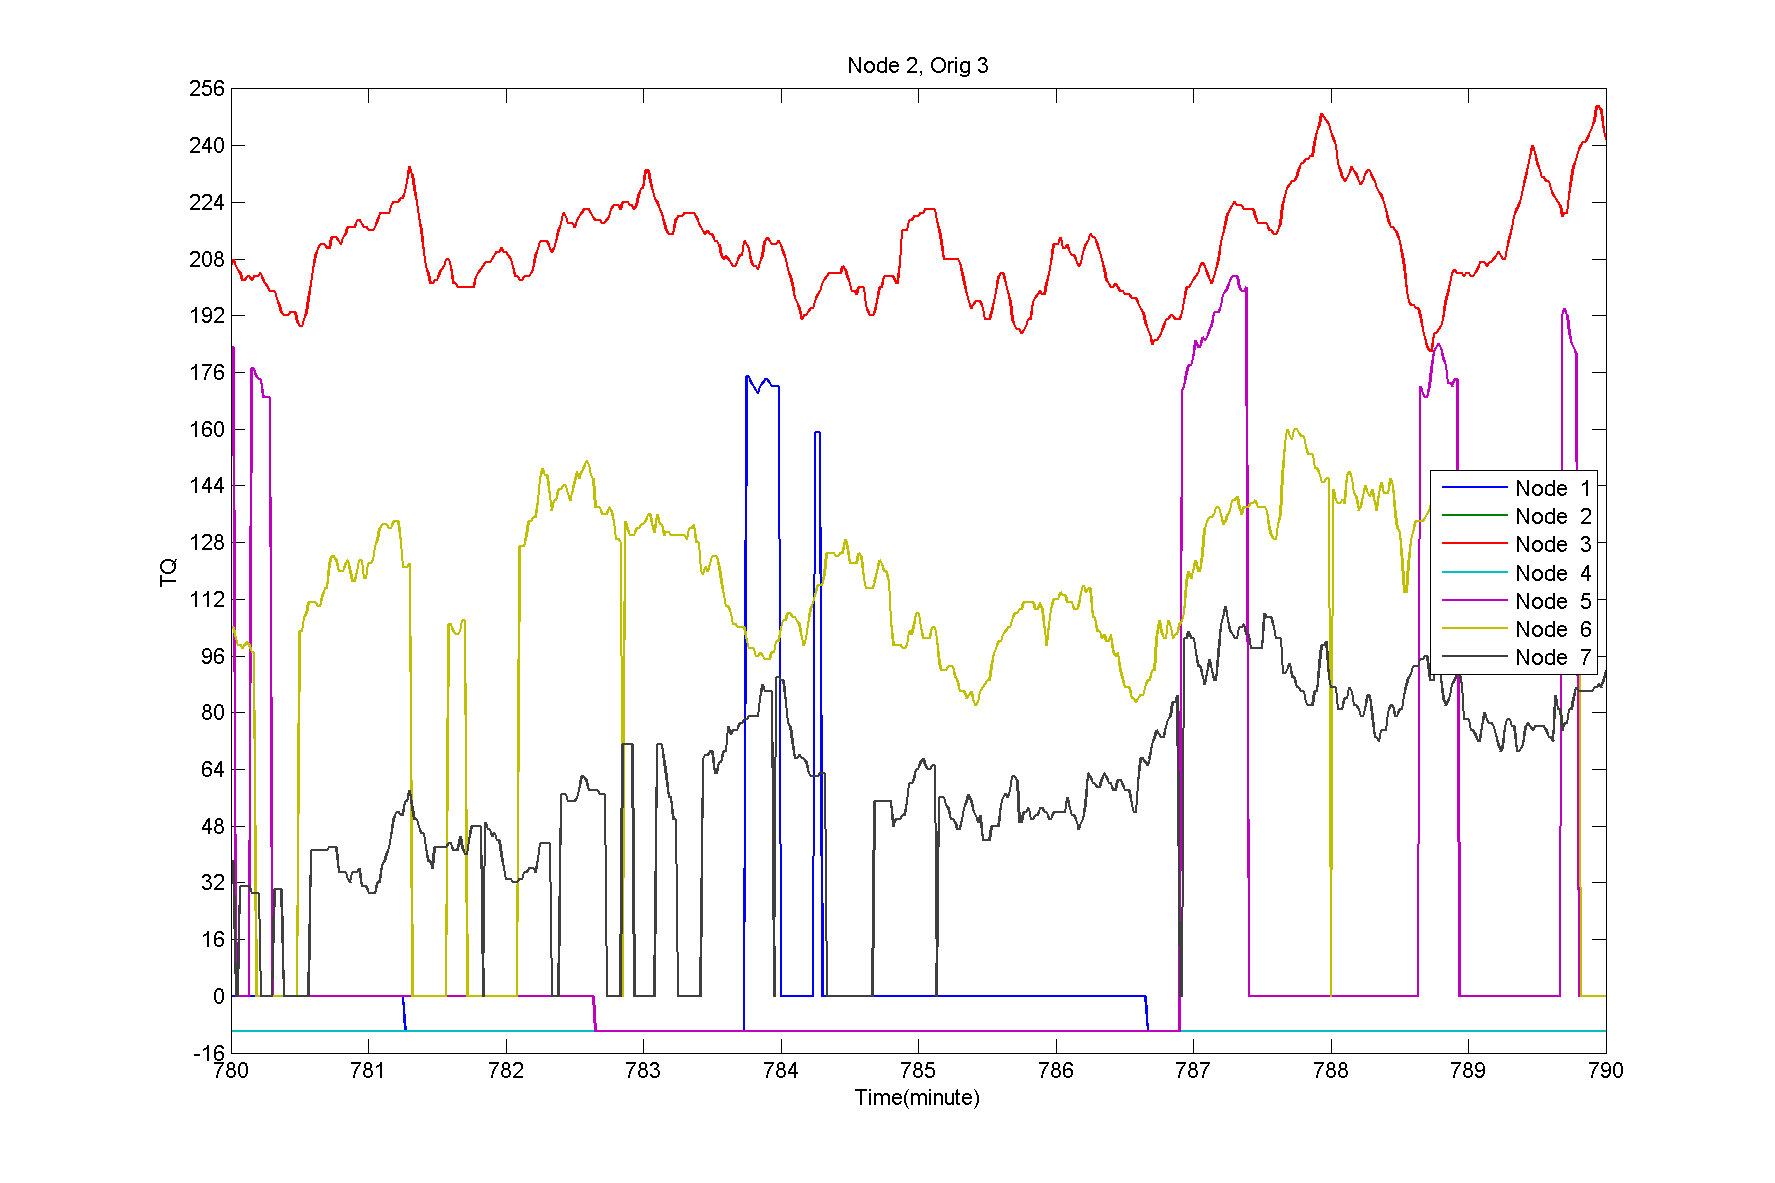 Node 2, Orig 3
256
240
224
208
192
176
160
144
128
112
96
80
64
48
32
16
0
-16
TQ
Node 1
Node 2
Node 3
Node 4
Node 5
Node 6
Node 7
780 781 782 783 784 785 786 787 788 789 790
Time(minute)